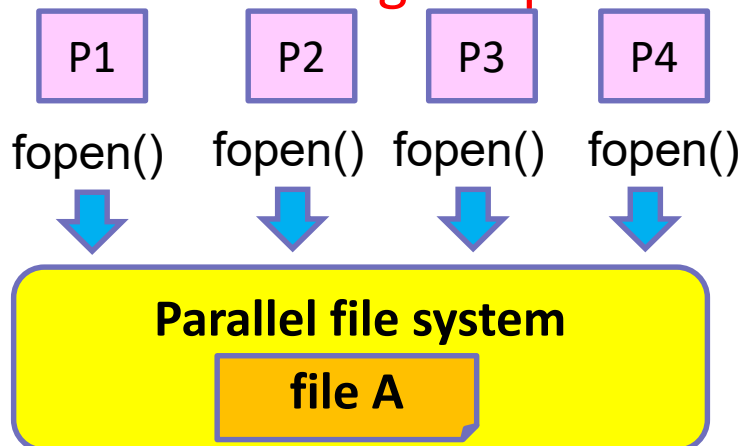 P1 P2 P3 P4
fopen() fopen() fopen() fopen()
Parallel file system
file A